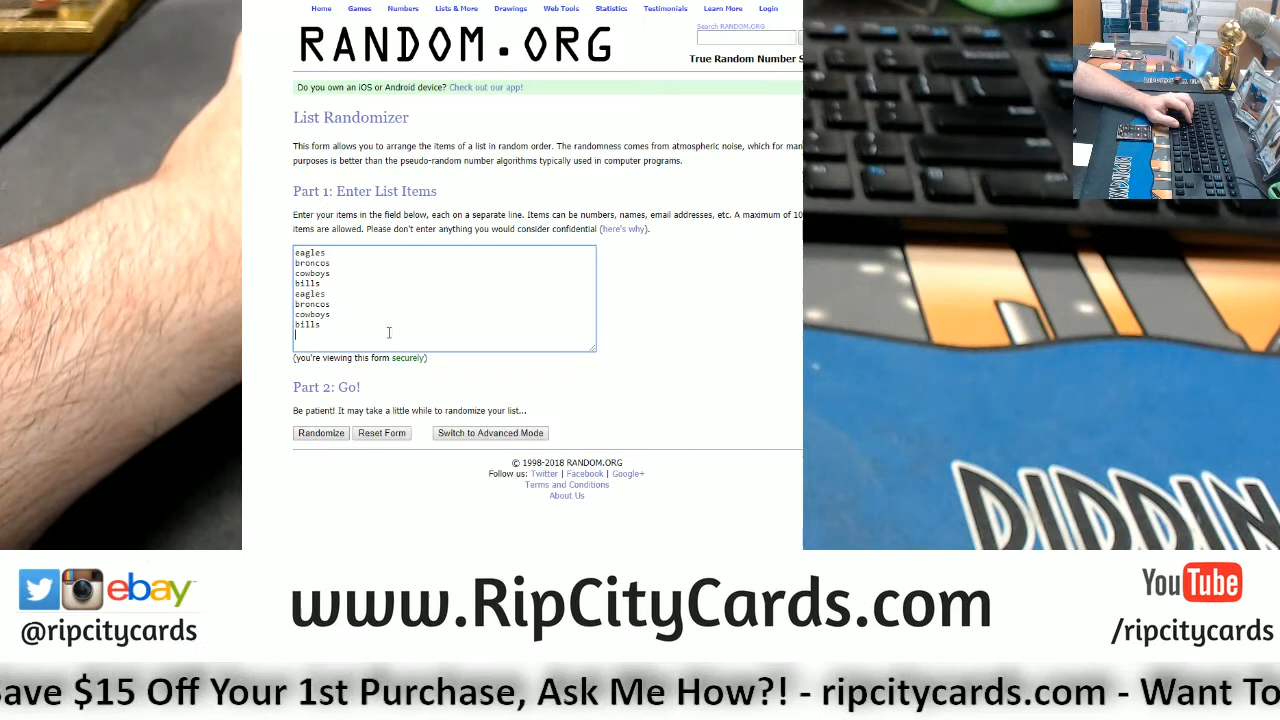 Home Games Numbers Lists & More Drawings Web Tools Statistics Testimonials Learn More Login
RANDOM.ORG
Search RANDOM.ORG
True Random Number S
Do you own an iOS or Android device? Check out our app!
List Randomizer
This form allows you to arrange the items of a list in random order. The randomness comes from atmospheric noise, which for man
purposes is better than the pseudo-random number algorithms typically used in computer programs.
Part 1: Enter List Items
Enter your items in the field below, each on a separate line. Items can be numbers, names, email addresses, etc. A maximum of 10
items are allowed. Please don't enter anything you would consider confidential (here's why).
eagles
broncos
cowboys
bills
eagles
broncos
cowboys
bills
(you're viewing this form securely)
Part 2: Go!
Be patient! It may take a little while to randomize your list...
Randomize Reset Form Switch to Advanced Mode
© 1998-2018 RANDOM.ORG
Follow us: Twitter | Facebook | Google+
Terms and Conditions
About Us
ebay
@ripcitycards
www.RipCityCards.com
YouTube
/ripcitycards
Save $15 Off Your 1st Purchase, Ask Me How?! - ripcitycards.com - Want To